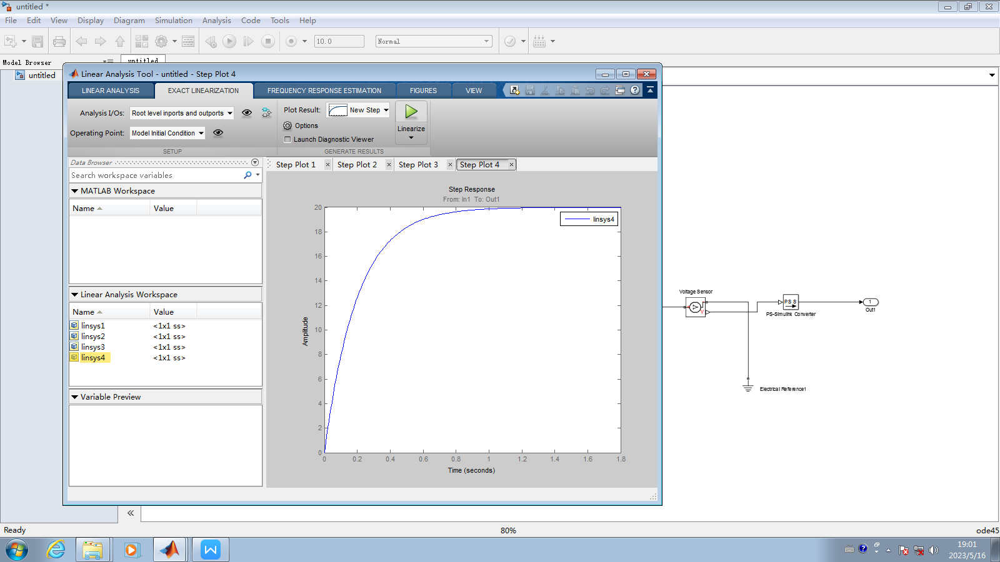 untitled *
File Edit View Display Diagram Simulation Analysis Code Tools Help
10.0
Normal
Model Browser
untitled
untitled
Linear Analysis Tool - untitled - Step Plot 4
LINEAR ANALYSIS
EXACT LINEARIZATION
FREQUENCY RESPONSE ESTIMATION
FIGURES
VIEW
Analysis I/Os: Root level inports and outports
Operating Point: Model Initial Condition
SETUP
Plot Result: New Step
Options
Launch Diagnostic Viewer
Linearize
GENERATE RESULTS
Data Browser
Search workspace variables
MATLAB Workspace
Name Value
Linear Analysis Workspace
Name Value
linsys1 <1x1 ss>
linsys2 <1x1 ss>
linsys3 <1x1 ss>
linsys4 <1x1 ss>
Variable Preview
Step Plot 1 Step Plot 2 Step Plot 3 Step Plot 4
Step Response
From: In1 To: Out1
linsys4
Amplitude
20
18
16
14
12
10
8
6
4
2
0
0 0.2 0.4 0.6 0.8 1 1.2 1.4 1.6 1.8
Time (seconds)
Voltage Sensor
V
PS S
PS-Simulink Converter
1
Out1
Electrical Reference1
Ready
80%
ode45
19:01
2023/5/16